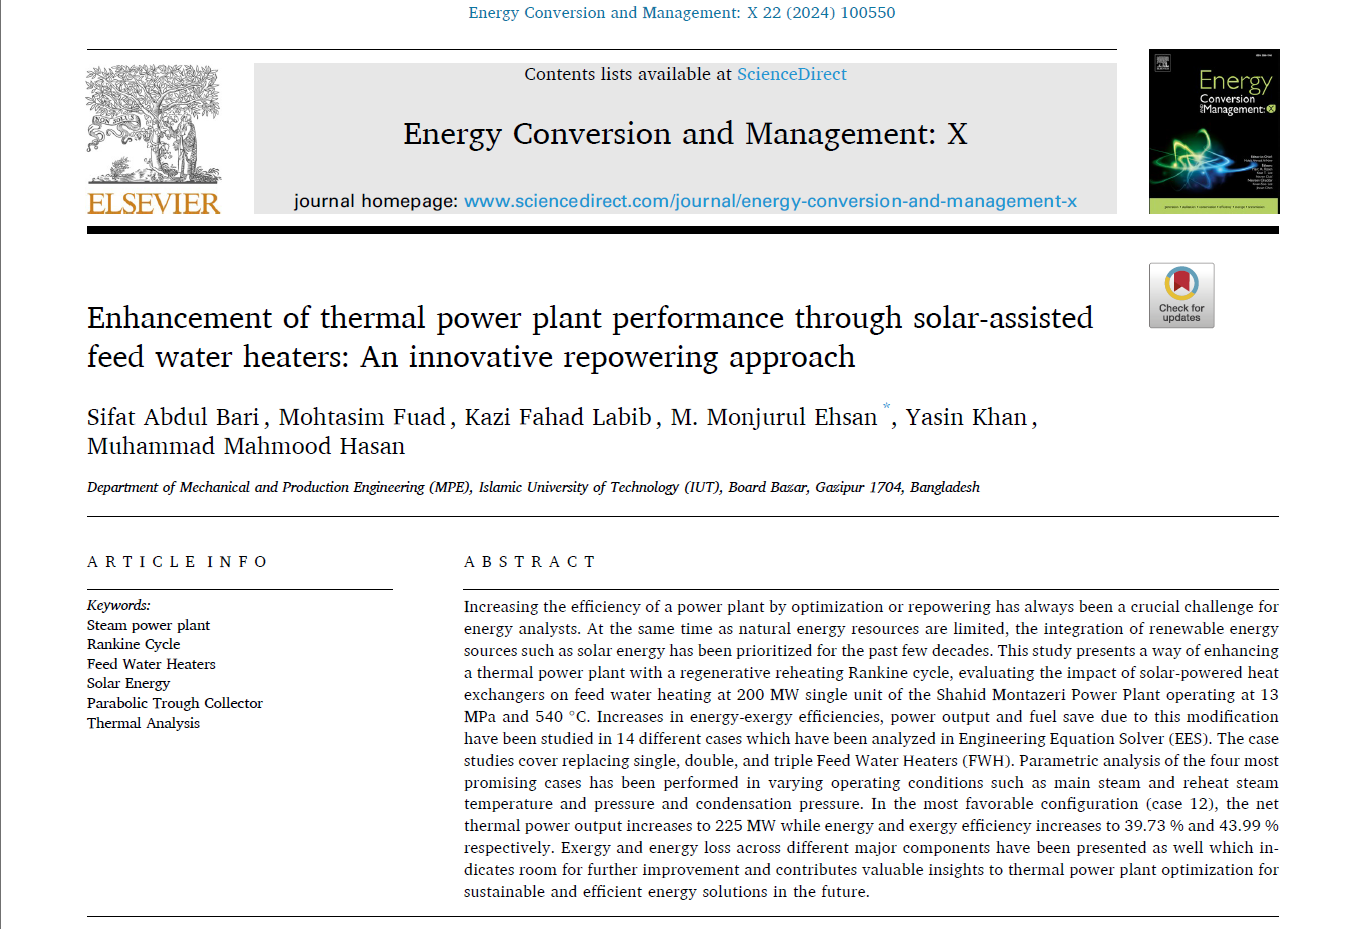 Energy Conversion and Management: X 22 (2024) 100550
Contents lists available at ScienceDirect
Energy Conversion and Management: X
journal homepage: www.sciencedirect.com/journal/energy-conversion-and-management-x
ELSEVIER
Energy
Conversion
and
Management: X
Check for
updates
Enhancement of thermal power plant performance through solar-assisted
feed water heaters: An innovative repowering approach
Sifat Abdul Bari, Mohtasim Fuad, Kazi Fahad Labib, M. Monjurul Ehsan *, Yasin Khan,
Muhammad Mahmood Hasan
Department of Mechanical and Production Engineering (MPE), Islamic University of Technology (IUT), Board Bazar, Gazipur 1704, Bangladesh
ARTICLE INFO
Keywords:
Steam power plant
Rankine Cycle
Feed Water Heaters
Solar Energy
Parabolic Trough Collector
Thermal Analysis
ABSTRACT
Increasing the efficiency of a power plant by optimization or repowering has always been a crucial challenge for
energy analysts. At the same time as natural energy resources are limited, the integration of renewable energy
sources such as solar energy has been prioritized for the past few decades. This study presents a way of enhancing
a thermal power plant with a regenerative reheating Rankine cycle, evaluating the impact of solar-powered heat
exchangers on feed water heating at 200 MW single unit of the Shahid Montazeri Power Plant operating at 13
MPa and 540 °C. Increases in energy-exergy efficiencies, power output and fuel save due to this modification
have been studied in 14 different cases which have been analyzed in Engineering Equation Solver (EES). The case
studies cover replacing single, double, and triple Feed Water Heaters (FWH). Parametric analysis of the four most
promising cases has been performed in varying operating conditions such as main steam and reheat steam
temperature and pressure and condensation pressure. In the most favorable configuration (case 12), the net
thermal power output increases to 225 MW while energy and exergy efficiency increases to 39.73 % and 43.99 %
respectively. Exergy and energy loss across different major components have been presented as well which in-
dicates room for further improvement and contributes valuable insights to thermal power plant optimization for
sustainable and efficient energy solutions in the future.